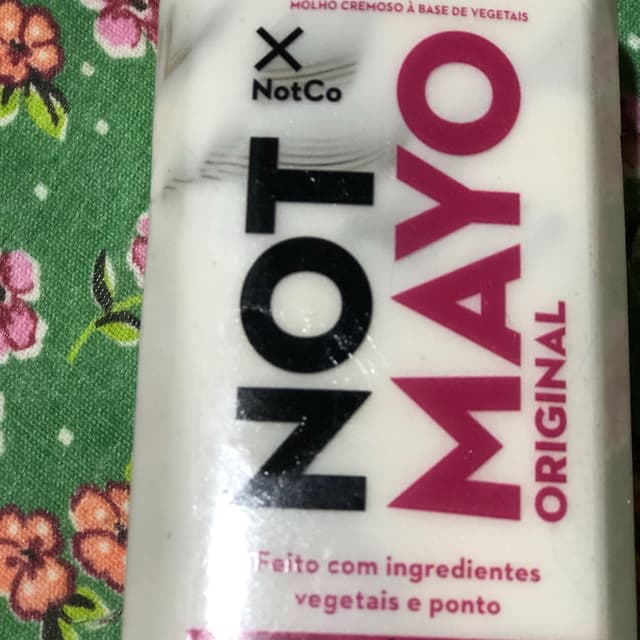 MOLHO CREMOSO À BASE DE VEGETAIS
NotCo
NOT
MAYO
ORIGINAL
Feito com ingredientes
vegetais e ponto